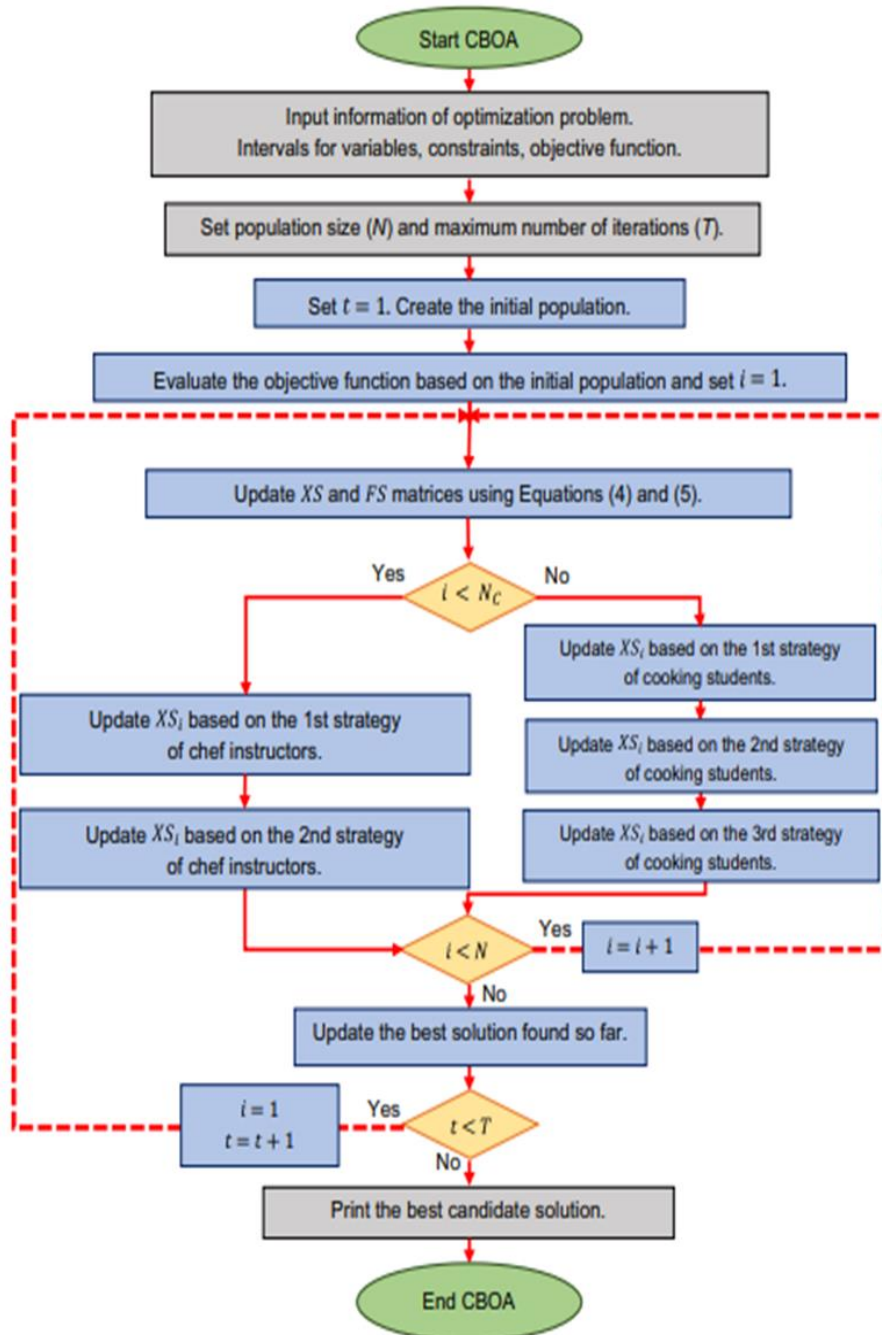 Start CBOA
Input information of optimization problem.
Intervals for variables, constraints, objective function.
Set population size (N) and maximum number of iterations (T).
Set t = 1. Create the initial population.
Evaluate the objective function based on the initial population and set i = 1.
Update XS and FS matrices using Equations (4) and (5).
Yes
i < N_C
No
Update XS_i based on the 1st strategy
of chef instructors.
Update XS_i based on the 2nd strategy
of chef instructors.
Update XS_i based on the 1st strategy
of cooking students.
Update XS_i based on the 2nd strategy
of cooking students.
Update XS_i based on the 3rd strategy
of cooking students.
i < N
Yes
i = i + 1
No
Update the best solution found so far.
i = 1
t = t + 1
Yes
t < T
No
Print the best candidate solution.
End CBOA